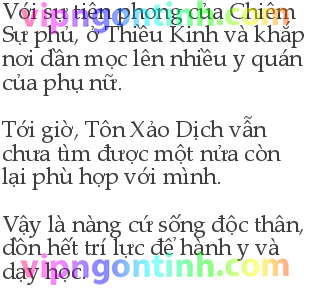 Với sự tiên phong của Chiêm
Sự phủ, ở Thiều Kinh và khắp
nơi dần mọc lên nhiều y quán
của phụ nữ.
Tới giờ, Tôn Xảo Dịch vẫn
chưa tìm được một nửa còn
lại phù hợp với mình.
Vậy là nàng cứ sống độc thân,
dồn hết trí lực để hành y và
dạy học.
vipngontinh.com
vipngontinh.com